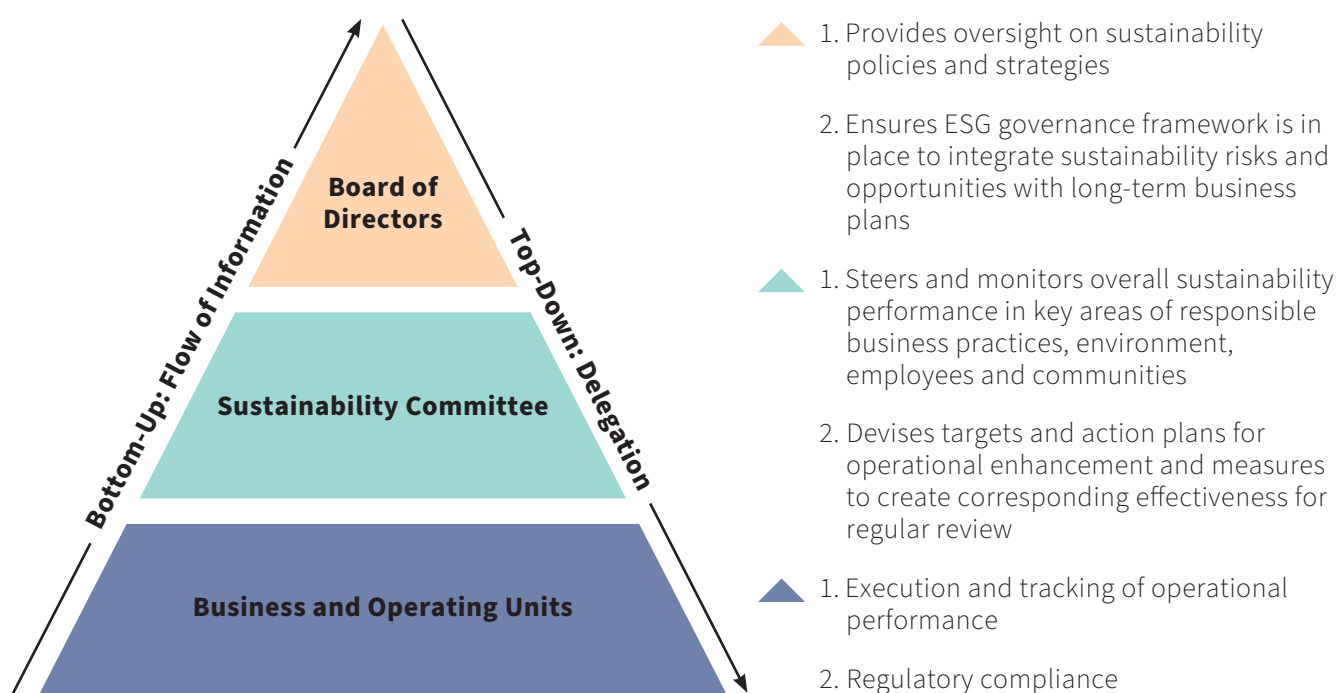 Board of
Directors
Sustainability Committee
Business and Operating Units
Bottom-Up: Flow of Information
Top-Down: Delegation
1. Provides oversight on sustainability
policies and strategies
2. Ensures ESG governance framework is in
place to integrate sustainability risks and
opportunities with long-term business
plans
1. Steers and monitors overall sustainability
performance in key areas of responsible
business practices, environment,
employees and communities
2. Devises targets and action plans for
operational enhancement and measures
to create corresponding effectiveness for
regular review
1. Execution and tracking of operational
performance
2. Regulatory compliance